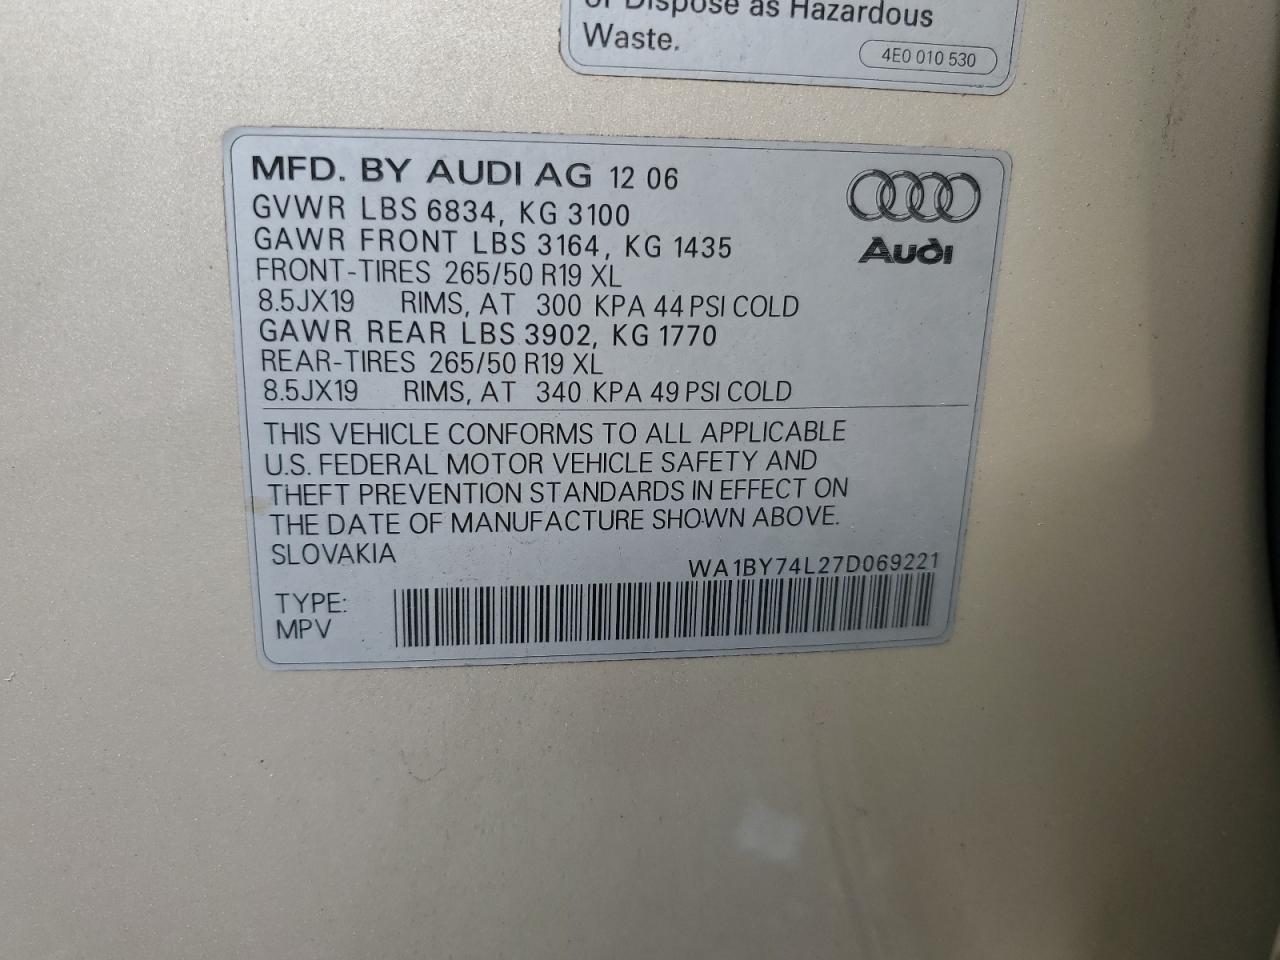 or Dispose as Hazardous
Waste.
4E0 010 530
MFD. BY AUDI AG 12 06
GVWR LBS 6834, KG 3100
GAWR FRONT LBS 3164, KG 1435
FRONT-TIRES 265/50 R19 XL
8.5JX19 RIMS, AT 300 KPA 44 PSI COLD
GAWR REAR LBS 3902, KG 1770
REAR-TIRES 265/50 R19 XL
8.5JX19 RIMS, AT 340 KPA 49 PSI COLD
Audi
THIS VEHICLE CONFORMS TO ALL APPLICABLE
U.S. FEDERAL MOTOR VEHICLE SAFETY AND
THEFT PREVENTION STANDARDS IN EFFECT ON
THE DATE OF MANUFACTURE SHOWN ABOVE.
SLOVAKIA
WA1BY74L27D069221
TYPE:
MPV